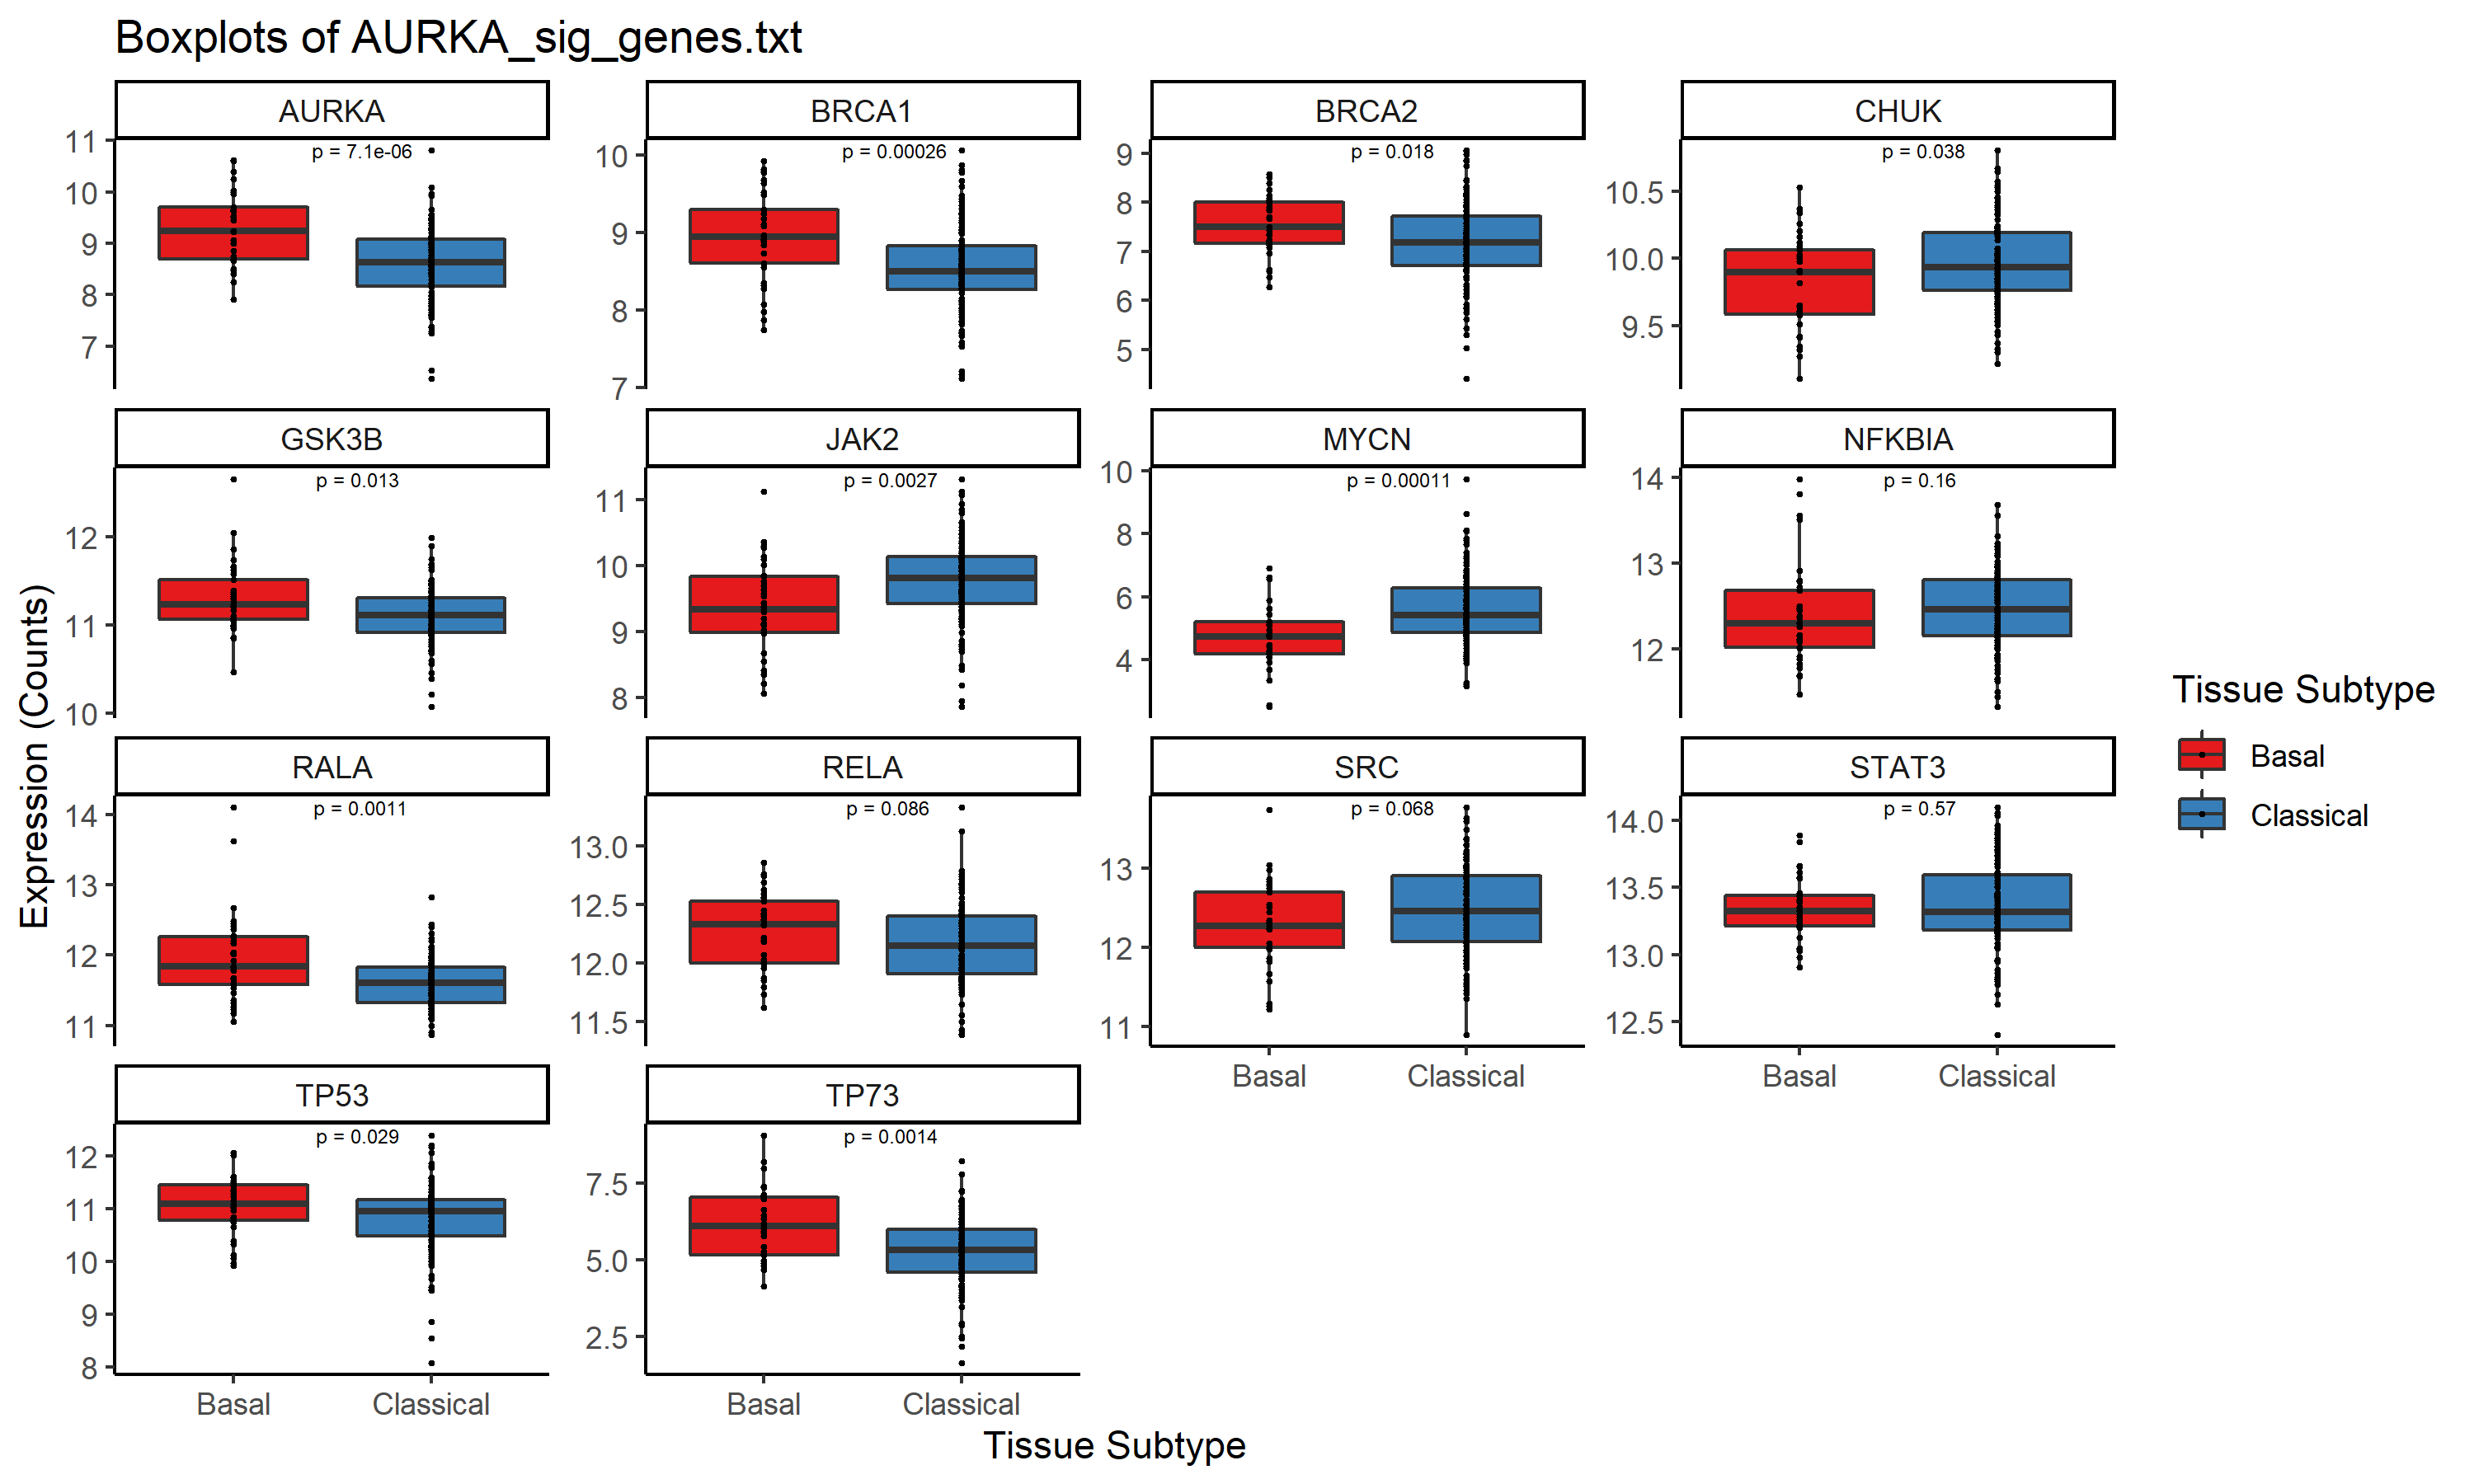 Boxplots of AURKA_sig_genes.txt
AURKA
BRCA1
BRCA2
CHUK
p = 7.1e-06
p = 0.00026
p = 0.018
p = 0.038
11
10
9
8
7
10
9
8
7
9
8
7
6
5
10.5
10.0
9.5
GSK3B
JAK2
MYCN
NFKBIA
p = 0.013
p = 0.0027
p = 0.00011
p = 0.16
12
11
10
11
10
9
8
10
8
6
4
14
13
12
RALA
RELA
SRC
STAT3
p = 0.0011
p = 0.086
p = 0.068
p = 0.57
14
13
12
11
13.0
12.5
12.0
11.5
13
12
11
14.0
13.5
13.0
12.5
Basal
Classical
Basal
Classical
TP53
TP73
p = 0.029
p = 0.0014
12
11
10
9
8
7.5
5.0
2.5
Basal
Classical
Basal
Classical
Tissue Subtype
Expression (Counts)
Tissue Subtype
Basal
Classical